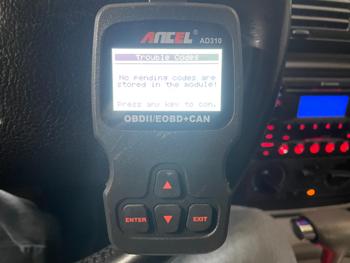 ANCEL
AD310
Trouble Codes
No pending codes are
stored in the module!
Press any key to con.
OBDII/EOBD+CAN
ENTER
EXIT